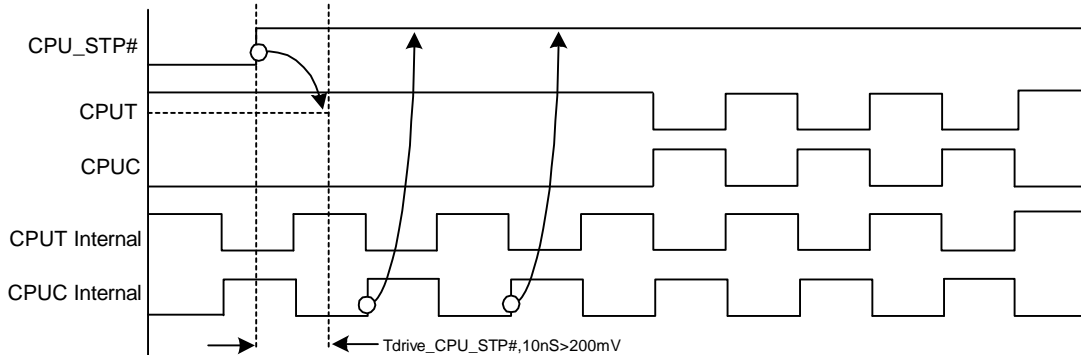 CPU_STP#
CPUT
CPUC
CPUT Internal
CPUC Internal
Tdrive_CPU_STP#,10nS>200mV